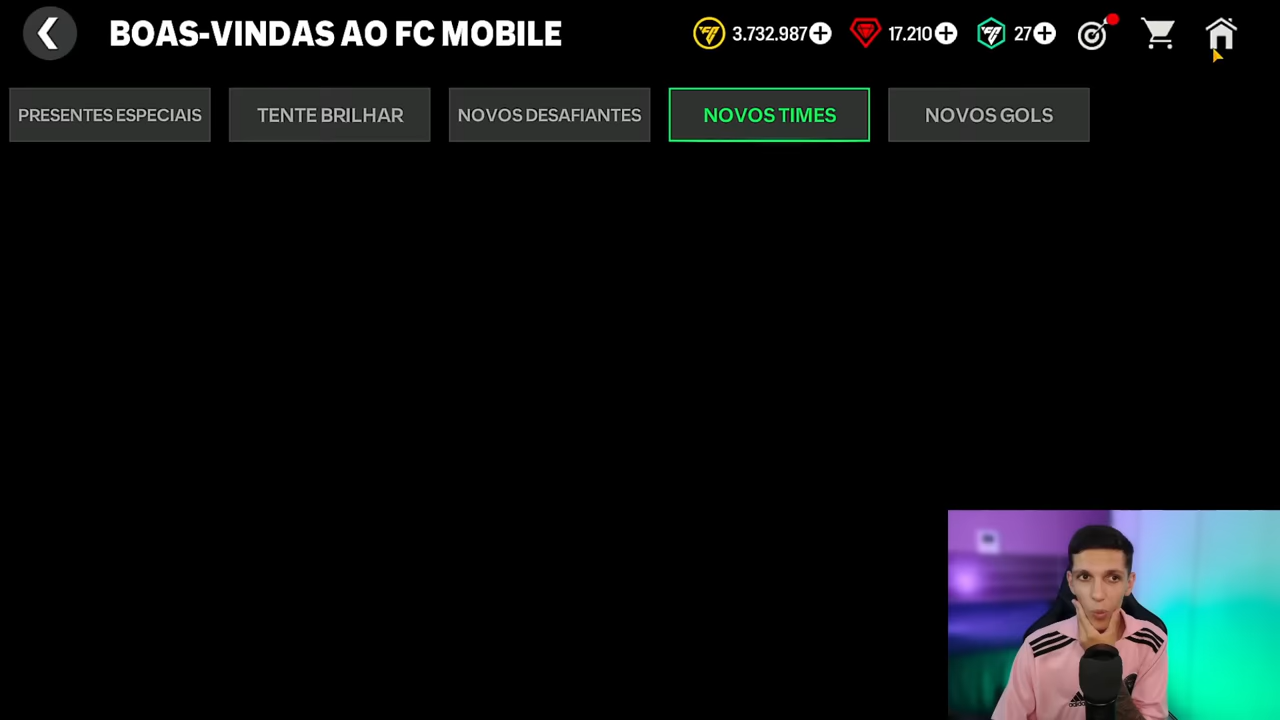 BOAS-VINDAS AO FC MOBILE
3.732.987
17.210
27
PRESENTES ESPECIAIS
TENTE BRILHAR
NOVOS DESAFIANTES
NOVOS TIMES
NOVOS GOLS
adidas